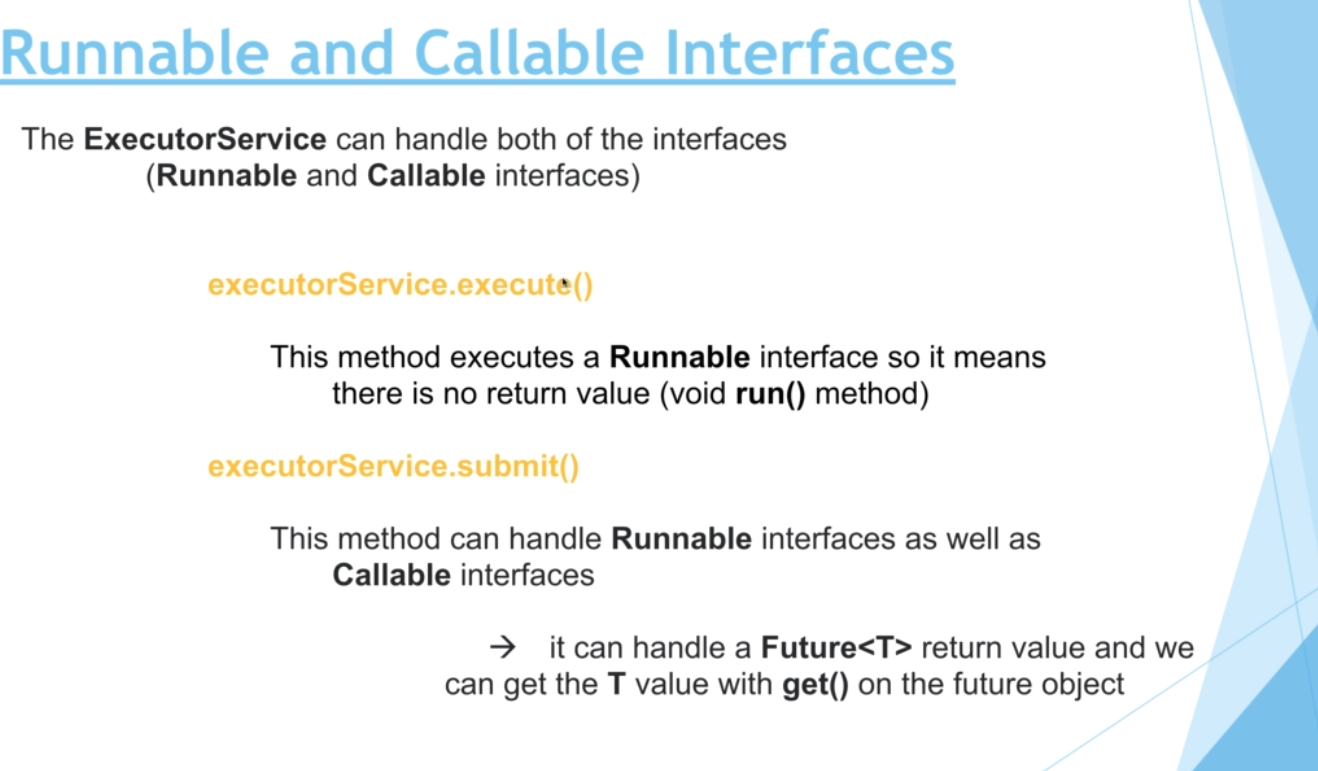 Runnable and Callable Interfaces
The ExecutorService can handle both of the interfaces
(Runnable and Callable interfaces)
executorService.execute()
This method executes a Runnable interface so it means
there is no return value (void run() method)
executorService.submit()
This method can handle Runnable interfaces as well as
Callable interfaces
→ it can handle a Future<T> return value and we
can get the T value with get() on the future object